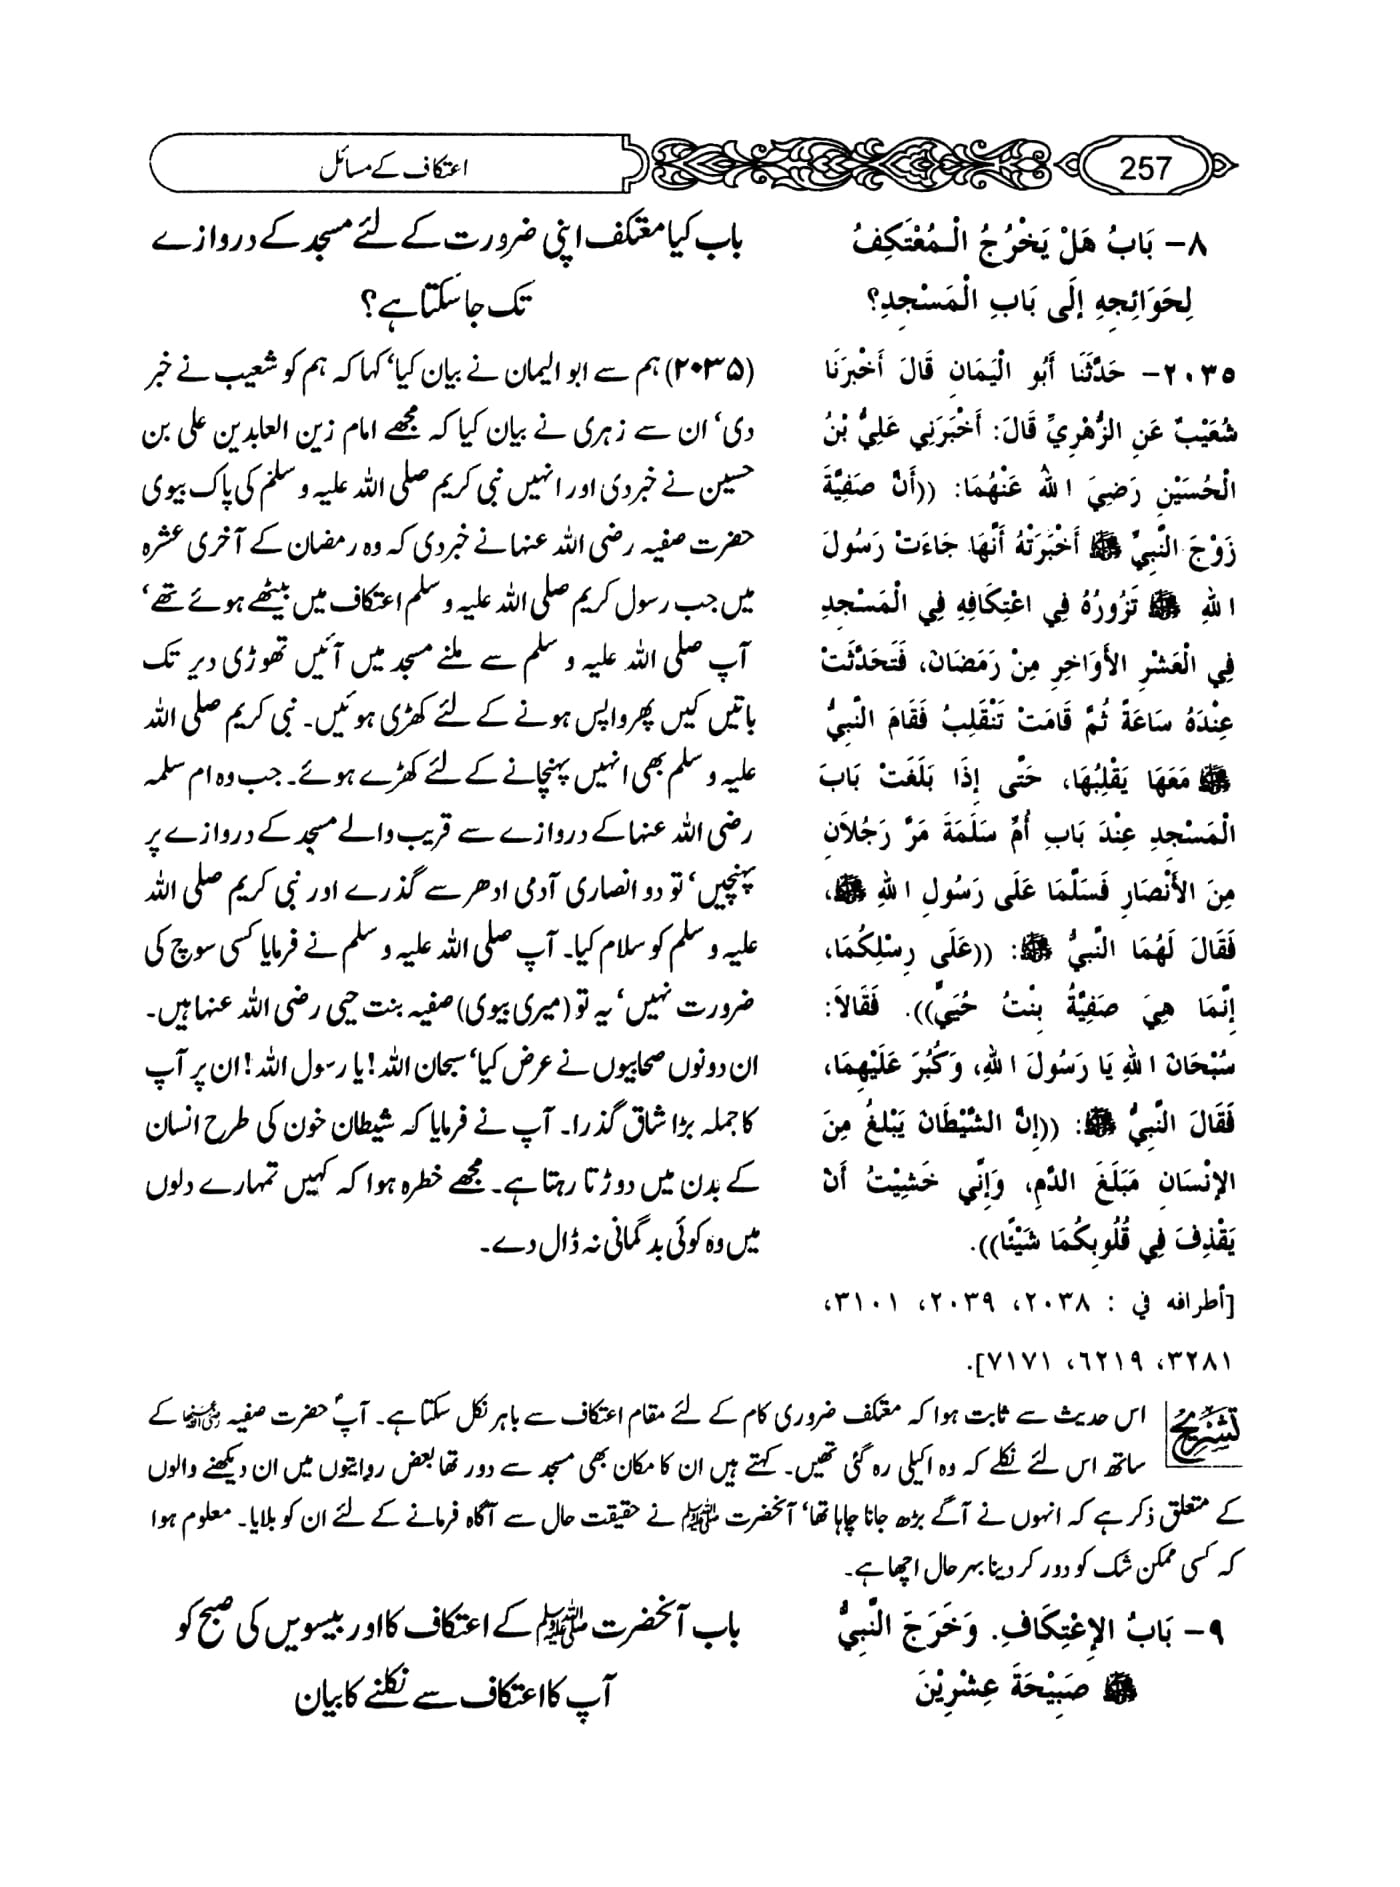 257
اعتکاف کے مسائل
۸- بَابُ هَلْ يَخْرُجُ الْـمُعْتَكِفُ
لِحَوَائِجِهِ إِلَى بَابِ الْمَسْجِدِ؟
۲۰۳٥- حَدَّثَنَا أَبُو الْيَمَانِ قَالَ أَخْبَرَنَا
شُعَيْبٌ عَنِ الزُّهْرِيِّ قَالَ: أَخْبَرَنِي عَلِيُّ بْنُ
الْحُسَيْنِ رَضِيَ اللهُ عَنْهُمَا: ((أَنَّ صَفِيَّةَ
زَوْجَ النَّبِيِّ ﷺ أَخْبَرَتْهُ أَنَّهَا جَاءَتْ رَسُولَ
اللهِ ﷺ تَزُورُهُ فِي اعْتِكَافِهِ فِي الْمَسْجِدِ
فِي الْعَشْرِ الأَوَاخِرِ مِنْ رَمَضَانَ، فَتَحَدَّثَتْ
عِنْدَهُ سَاعَةً ثُمَّ قَامَتْ تَنْقَلِبُ فَقَامَ النَّبِيُّ
ﷺ مَعَهَا يَقْلِبُهَا، حَتَّى إِذَا بَلَغَتْ بَابَ
الْمَسْجِدِ عِنْدَ بَابِ أُمِّ سَلَمَةَ مَرَّ رَجُلاَنِ
مِنَ الأَنْصَارِ فَسَلَّمَا عَلَى رَسُولِ اللهِ ﷺ،
فَقَالَ لَهُمَا النَّبِيُّ ﷺ: ((عَلَى رِسْلِكُمَا،
إِنَّمَا هِيَ صَفِيَّةُ بِنْتُ حُيَيٍّ)). فَقَالاَ:
سُبْحَانَ اللهِ يَا رَسُولَ اللهِ، وَكَبُرَ عَلَيْهِمَا،
فَقَالَ النَّبِيُّ ﷺ: ((إِنَّ الشَّيْطَانَ يَبْلُغُ مِنَ
الإِنْسَانِ مَبْلَغَ الدَّمِ، وَإِنِّي خَشِيْتُ أَنْ
يَقْذِفَ فِي قُلُوبِكُمَا شَيْئًا)).
[أطرافه في : ۲۰۳۸، ۲۰۳۹، ۳۱۰۱،
۳۲۸۱، ٦۲۱۹، ۷۱۷۱].
باب کیا معتکف اپنی ضرورت کے لئے مسجد کے دروازے
تک جا سکتا ہے؟
(۲۰۳۵) ہم سے ابو الیمان نے بیان کیا‘ کہا کہ ہم کو شعیب نے خبر
دی‘ ان سے زہری نے بیان کیا کہ مجھے امام زین العابدین علی بن
حسین نے خبر دی اور انہیں نبی کریم صلی اللہ علیہ و سلم کی پاک بیوی
حضرت صفیہ رضی اللہ عنہا نے خبر دی کہ وہ رمضان کے آخری عشرہ
میں جب رسول کریم صلی اللہ علیہ و سلم اعتکاف میں بیٹھے ہوئے تھے‘
آپ صلی اللہ علیہ و سلم سے ملنے مسجد میں آئیں تھوڑی دیر تک
باتیں کیں پھر واپس ہونے کے لئے کھڑی ہوئیں۔ نبی کریم صلی اللہ
علیہ و سلم بھی انہیں پہنچانے کے لئے کھڑے ہوئے۔ جب وہ ام سلمہ
رضی اللہ عنہا کے دروازے سے قریب والے مسجد کے دروازے پر
پہنچیں‘ تو دو انصاری آدمی ادھر سے گذرے اور نبی کریم صلی اللہ
علیہ و سلم کو سلام کیا۔ آپ صلی اللہ علیہ و سلم نے فرمایا کسی سوچ کی
ضرورت نہیں‘ یہ تو (میری بیوی) صفیہ بنت حیی رضی اللہ عنہا ہیں۔
ان دونوں صحابیوں نے عرض کیا‘ سبحان اللہ! یا رسول اللہ! ان پر آپ
کا جملہ بڑا شاق گذرا۔ آپ نے فرمایا کہ شیطان خون کی طرح انسان
کے بدن میں دوڑتا رہتا ہے۔ مجھے خطرہ ہوا کہ کہیں تمہارے دلوں
میں وہ کوئی بدگمانی نہ ڈال دے۔
تشریح
اس حدیث سے ثابت ہوا کہ معتکف ضروری کام کے لئے مقام اعتکاف سے باہر نکل سکتا ہے۔ آپؐ حضرت صفیہ رضی اللہ عنہا کے
ساتھ اس لئے نکلے کہ وہ اکیلی رہ گئی تھیں۔ کہتے ہیں ان کا مکان بھی مسجد سے دور تھا بعض روایتوں میں ان دیکھنے والوں
کے متعلق ذکر ہے کہ انہوں نے آگے بڑھ جانا چاہا تھا‘ آنحضرت ﷺ نے حقیقت حال سے آگاہ فرمانے کے لئے ان کو بلایا۔ معلوم ہوا
کہ کسی ممکن شک کو دور کر دینا بہر حال اچھا ہے۔
۹- بَابُ الإِعْتِكَافِ. وَخَرَجَ النَّبِيُّ
ﷺ صَبِيْحَةَ عِشْرِيْنَ
باب آنحضرت ﷺ کے اعتکاف کا اور بیسویں کی صبح کو
آپ کا اعتکاف سے نکلنے کا بیان